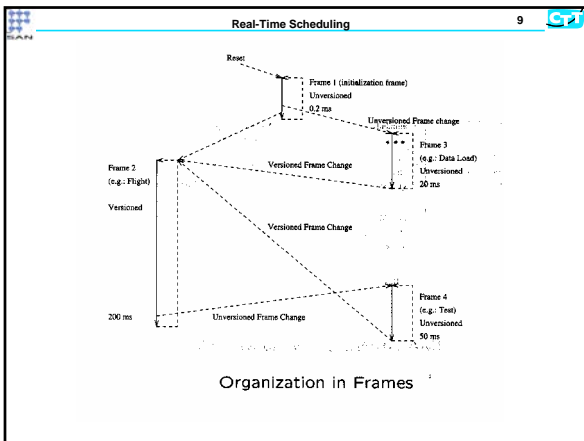 Real-Time Scheduling
9
CTT
SAN
Reset
Frame 1 (initialization frame)
Unversioned
0.2 ms
Unversioned Frame change
Frame 3
(e.g.: Data Load)
Unversioned
20 ms
Versioned Frame Change
Frame 2
(e.g.: Flight)
Versioned
Versioned Frame Change
Frame 4
(e.g.: Test)
Unversioned
50 ms
200 ms
Unversioned Frame Change
Organization in Frames